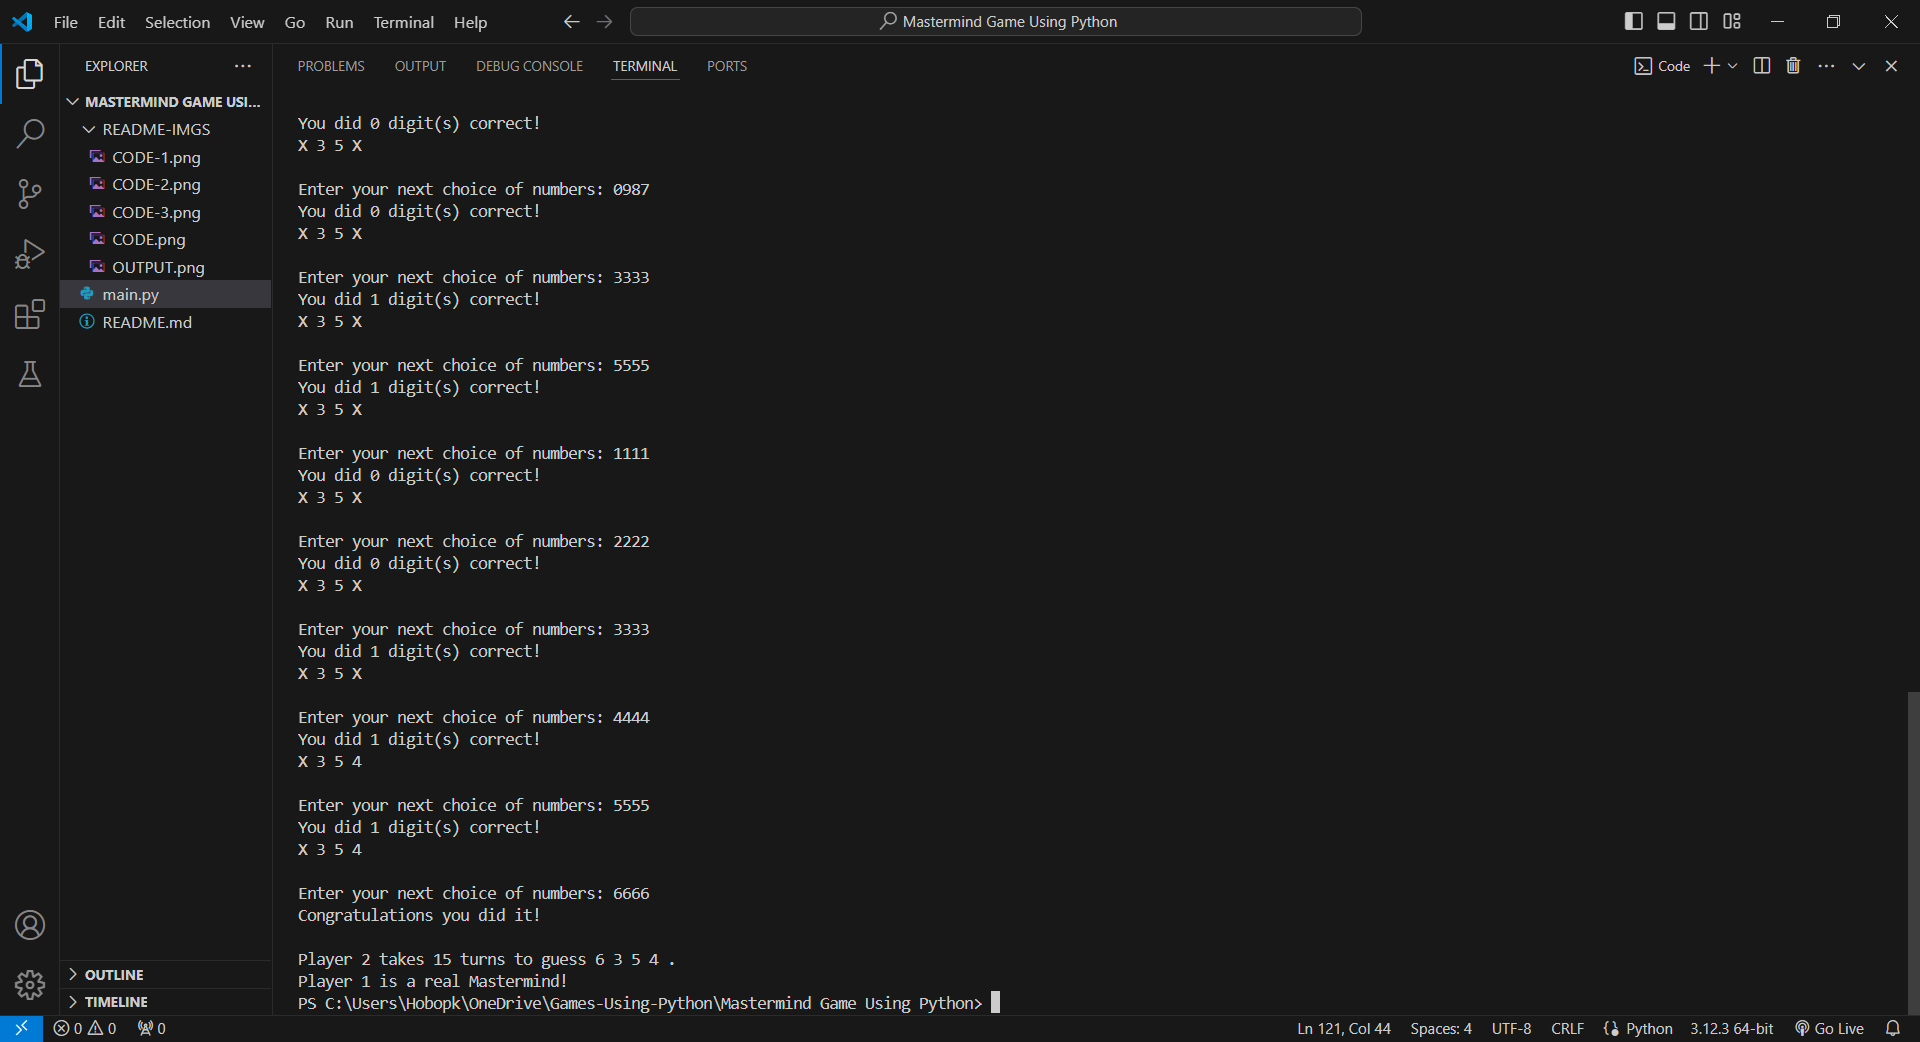 File Edit Selection View Go Run Terminal Help
Mastermind Game Using Python
EXPLORER
MASTERMIND GAME USI...
README-IMGS
CODE-1.png
CODE-2.png
CODE-3.png
CODE.png
OUTPUT.png
main.py
README.md
OUTLINE
TIMELINE
PROBLEMS OUTPUT DEBUG CONSOLE TERMINAL PORTS
Code
You did 0 digit(s) correct!
X 3 5 X
Enter your next choice of numbers: 0987
You did 0 digit(s) correct!
X 3 5 X
Enter your next choice of numbers: 3333
You did 1 digit(s) correct!
X 3 5 X
Enter your next choice of numbers: 5555
You did 1 digit(s) correct!
X 3 5 X
Enter your next choice of numbers: 1111
You did 0 digit(s) correct!
X 3 5 X
Enter your next choice of numbers: 2222
You did 0 digit(s) correct!
X 3 5 X
Enter your next choice of numbers: 3333
You did 1 digit(s) correct!
X 3 5 X
Enter your next choice of numbers: 4444
You did 1 digit(s) correct!
X 3 5 4
Enter your next choice of numbers: 5555
You did 1 digit(s) correct!
X 3 5 4
Enter your next choice of numbers: 6666
Congratulations you did it!
Player 2 takes 15 turns to guess 6 3 5 4 .
Player 1 is a real Mastermind!
PS C:\Users\Hobopk\OneDrive\Games-Using-Python\Mastermind Game Using Python>
0 0 0 Ln 121, Col 44 Spaces: 4 UTF-8 CRLF Python 3.12.3 64-bit Go Live